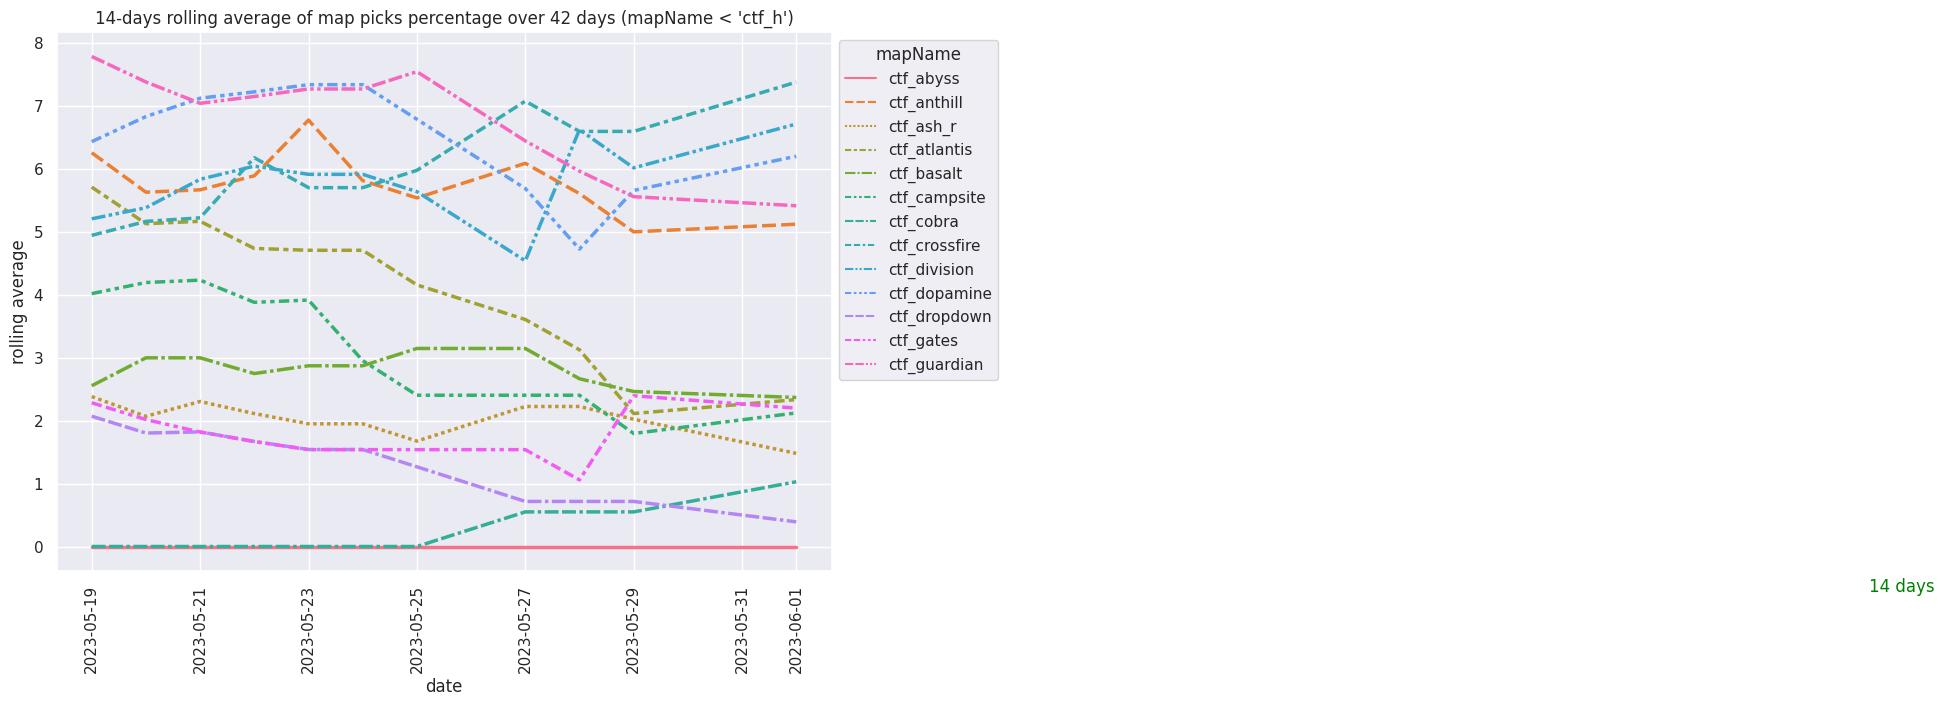 14-days rolling average of map picks percentage over 42 days (mapName < 'ctf_h')
8
7
6
5
4
3
2
1
0
rolling average
2023-05-19
2023-05-21
2023-05-23
2023-05-25
2023-05-27
2023-05-29
2023-05-31
2023-06-01
date
mapName
ctf_abyss
ctf_anthill
ctf_ash_r
ctf_atlantis
ctf_basalt
ctf_campsite
ctf_cobra
ctf_crossfire
ctf_division
ctf_dopamine
ctf_dropdown
ctf_gates
ctf_guardian
14 days